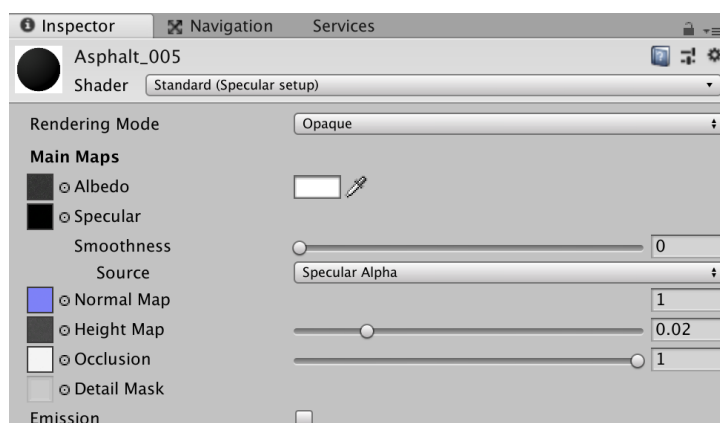 Inspector Navigation Services
Asphalt_005
Shader Standard (Specular setup)
Rendering Mode Opaque
Main Maps
Albedo
Specular
Smoothness 0
Source Specular Alpha
Normal Map 1
Height Map 0.02
Occlusion 1
Detail Mask
Emission